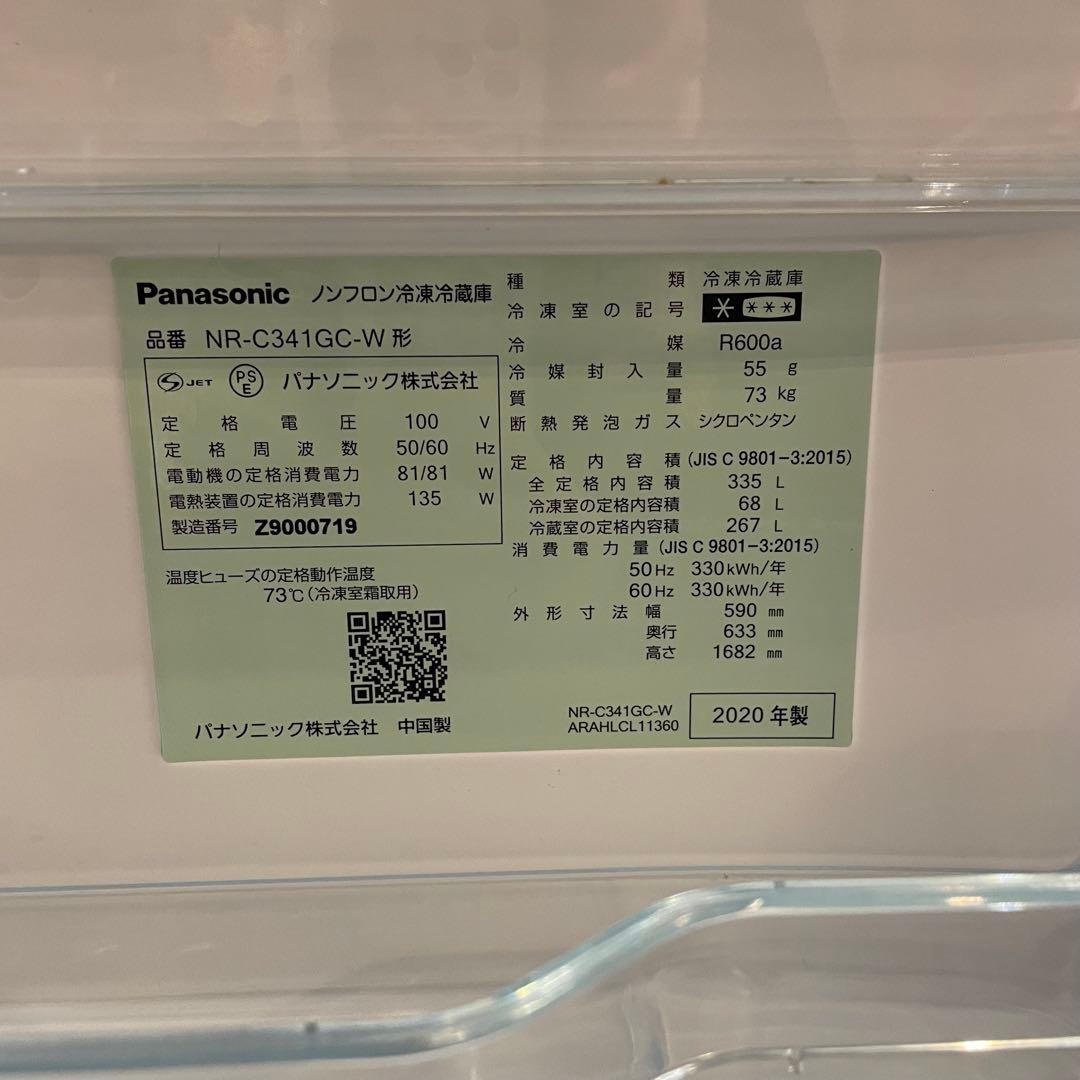 Panasonic ノンフロン冷凍冷蔵庫
品番 NR-C341GC-W 形
JET PSE パナソニック株式会社
定格電圧 100 V
定格周波数 50/60 Hz
電動機の定格消費電力 81/81 W
電熱装置の定格消費電力 135 W
製造番号 Z9000719
温度ヒューズの定格動作温度
73℃(冷凍室霜取用)
パナソニック株式会社 中国製
種類 冷凍冷蔵庫
冷凍室の記号 * ***
冷媒 R600a
冷媒封入量 55 g
質量 73 kg
断熱発泡ガス シクロペンタン
定格内容積 (JIS C 9801-3:2015)
全定格内容積 335 L
冷凍室の定格内容積 68 L
冷蔵室の定格内容積 267 L
消費電力量 (JIS C 9801-3:2015)
50Hz 330kWh/年
60Hz 330kWh/年
外形寸法 幅 590 mm
奥行 633 mm
高さ 1682 mm
NR-C341GC-W
ARAHLCL11360
2020 年製